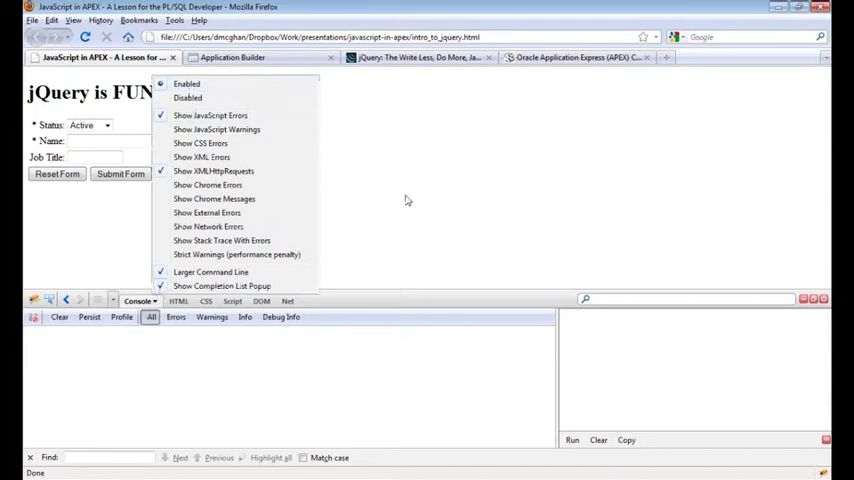 JavaScript in APEX - A Lesson for the PL/SQL Developer - Mozilla Firefox
File Edit View History Bookmarks Tools Help
file:///C:/Users/dmcghan/Dropbox/Work/presentations/javascript-in-apex/intro_to_jquery.html
Google
JavaScript in APEX - A Lesson for ...
Application Builder
jQuery: The Write Less, Do More, Ja...
Oracle Application Express (APEX) C...
jQuery is FUN
* Status: Active
* Name:
Job Title:
Reset Form Submit Form
Enabled
Disabled
Show JavaScript Errors
Show JavaScript Warnings
Show CSS Errors
Show XML Errors
Show XMLHttpRequests
Show Chrome Errors
Show Chrome Messages
Show External Errors
Show Network Errors
Show Stack Trace With Errors
Strict Warnings (performance penalty)
Larger Command Line
Show Completion List Popup
Console HTML CSS Script DOM Net
Clear Persist Profile All Errors Warnings Info Debug Info
Run Clear Copy
Find: Next Previous Highlight all Match case
Done